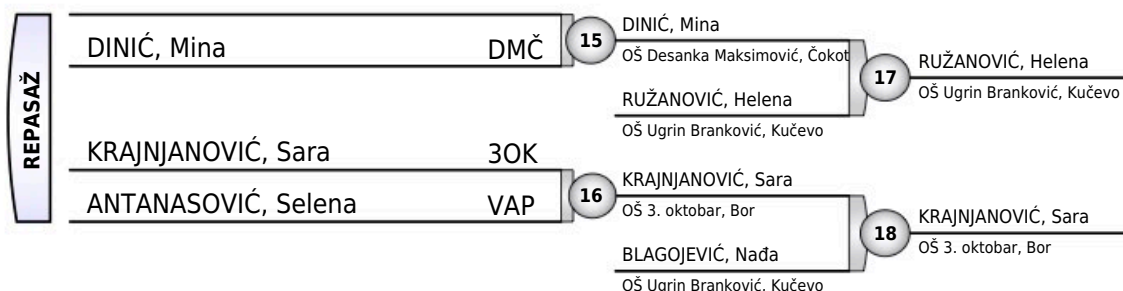 REPASAŽ
DINIĆ, Mina DMČ
KRAJNJANOVIĆ, Sara 3OK
ANTANASOVIĆ, Selena VAP
15
DINIĆ, Mina
OŠ Desanka Maksimović, Čokot
RUŽANOVIĆ, Helena
OŠ Ugrin Branković, Kučevo
16
KRAJNJANOVIĆ, Sara
OŠ 3. oktobar, Bor
BLAGOJEVIĆ, Nađa
OŠ Ugrin Branković, Kučevo
17
RUŽANOVIĆ, Helena
OŠ Ugrin Branković, Kučevo
18
KRAJNJANOVIĆ, Sara
OŠ 3. oktobar, Bor